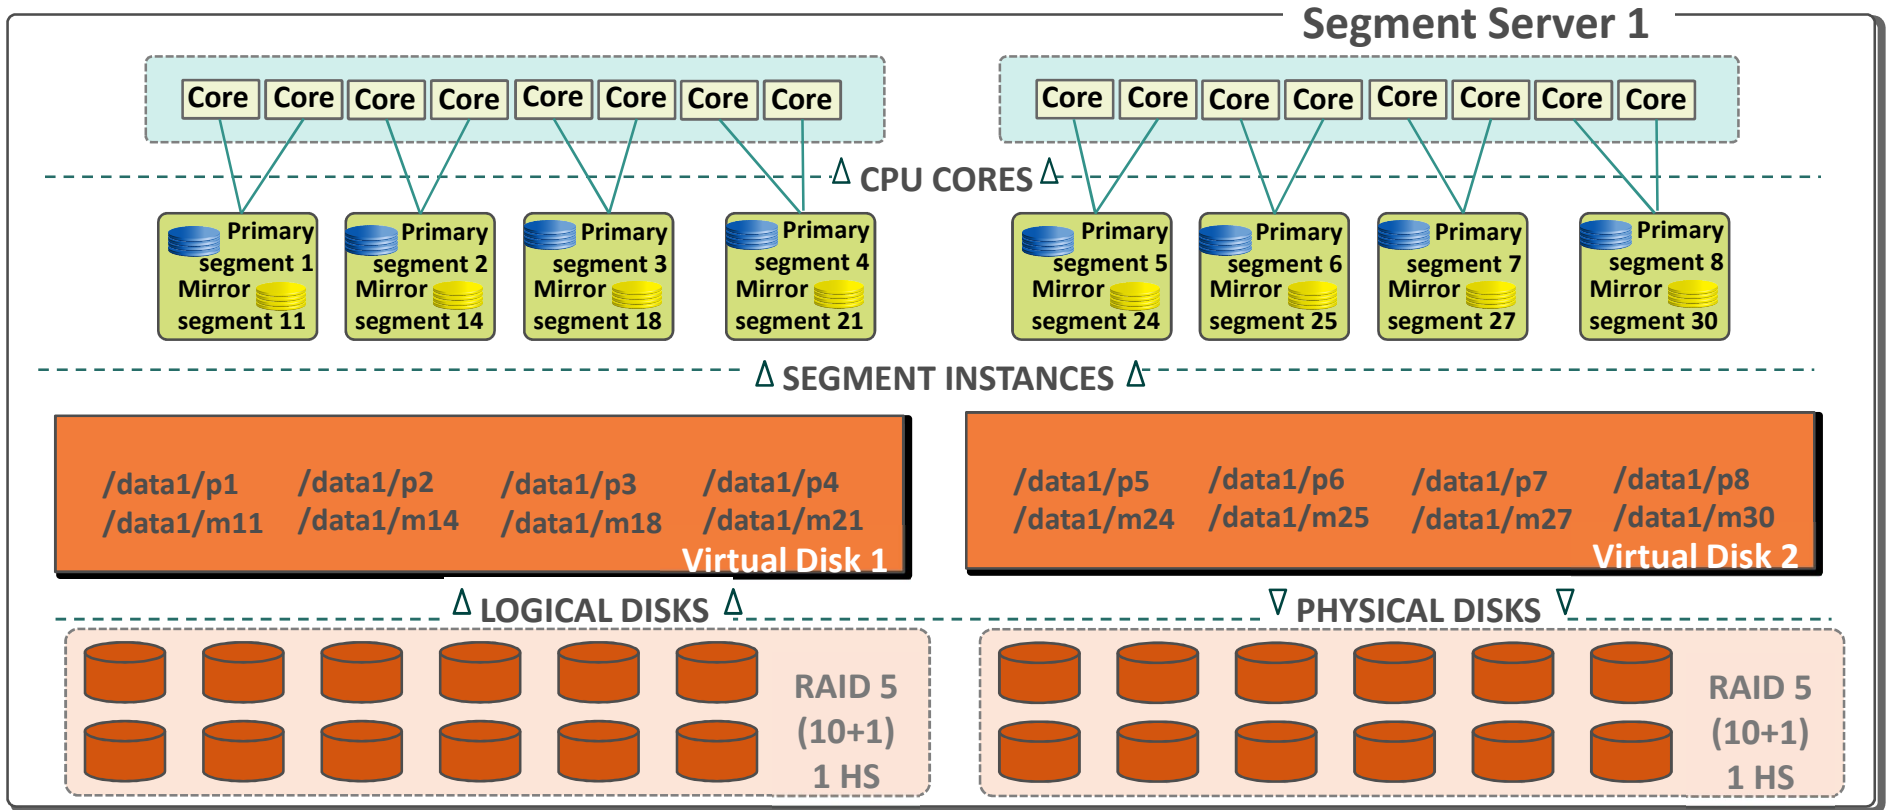 Segment Server 1
Core Core Core Core Core Core Core Core
Core Core Core Core Core Core Core Core
CPU CORES
Primary
segment 1
Mirror
segment 11
Primary
segment 2
Mirror
segment 14
Primary
segment 3
Mirror
segment 18
Primary
segment 4
Mirror
segment 21
Primary
segment 5
Mirror
segment 24
Primary
segment 6
Mirror
segment 25
Primary
segment 7
Mirror
segment 27
Primary
segment 8
Mirror
segment 30
SEGMENT INSTANCES
/data1/p1
/data1/m11
/data1/p2
/data1/m14
/data1/p3
/data1/m18
/data1/p4
/data1/m21
Virtual Disk 1
/data1/p5
/data1/m24
/data1/p6
/data1/m25
/data1/p7
/data1/m27
/data1/p8
/data1/m30
Virtual Disk 2
LOGICAL DISKS
PHYSICAL DISKS
RAID 5
(10+1)
1 HS
RAID 5
(10+1)
1 HS